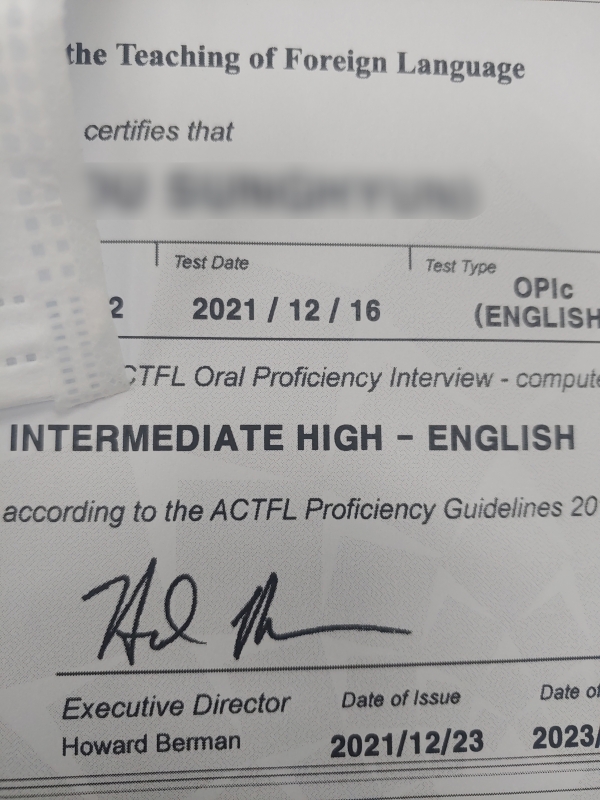 the Teaching of Foreign Language
certifies that
Test Date
Test Type
2
2021 / 12 / 16
OPIc
(ENGLISH
CTFL Oral Proficiency Interview - compute
INTERMEDIATE HIGH - ENGLISH
according to the ACTFL Proficiency Guidelines 20
Executive Director
Date of Issue
Date of
Howard Berman
2021/12/23
2023/